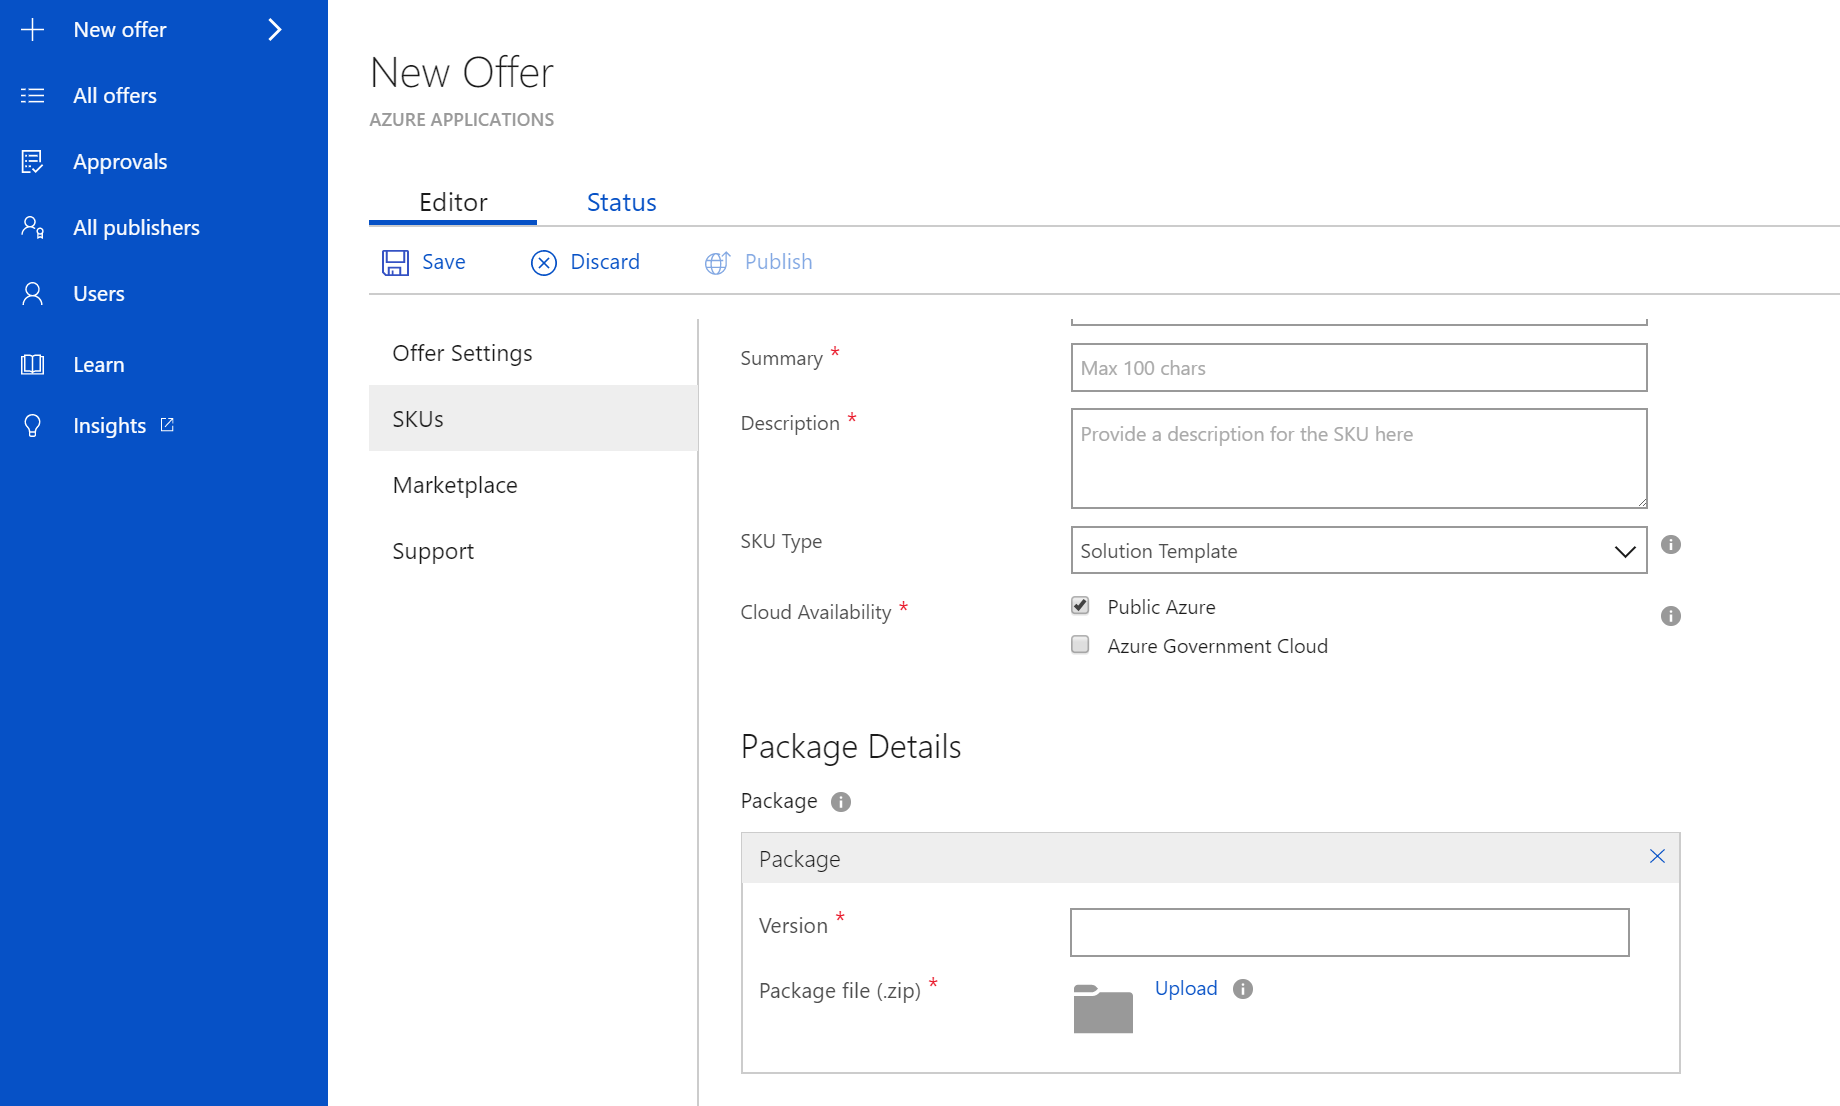 New offer
All offers
Approvals
All publishers
Users
Learn
Insights
New Offer
AZURE APPLICATIONS
Editor Status
Save Discard Publish
Offer Settings
SKUs
Marketplace
Support
Summary *
Max 100 chars
Description *
Provide a description for the SKU here
SKU Type
Solution Template
Cloud Availability *
Public Azure
Azure Government Cloud
Package Details
Package
Package
Version *
Package file (.zip) *
Upload